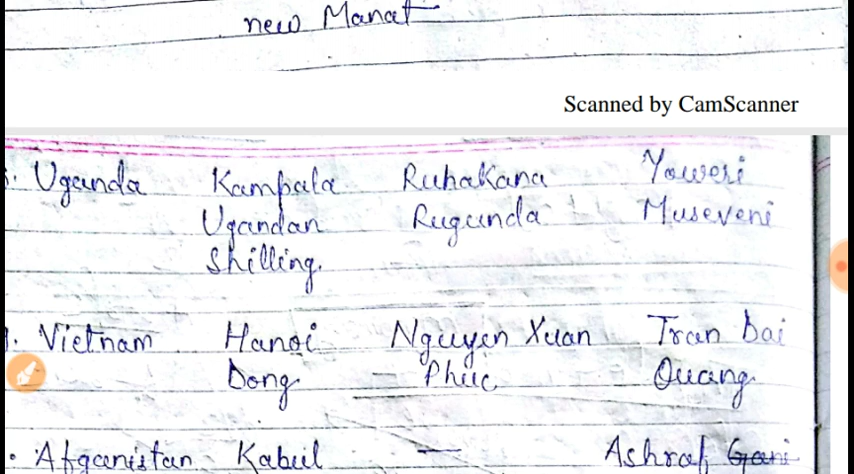 new Manat
Scanned by CamScanner
Uganda Kampala Ruhakana Yoweri
Ugandan Rugunda Museveni
Shilling.
Vietnam Hanoi Nguyen Xuan Tran Dai
Dong Phuc Quang.
Afganistan Kabul — Ashraf Gani